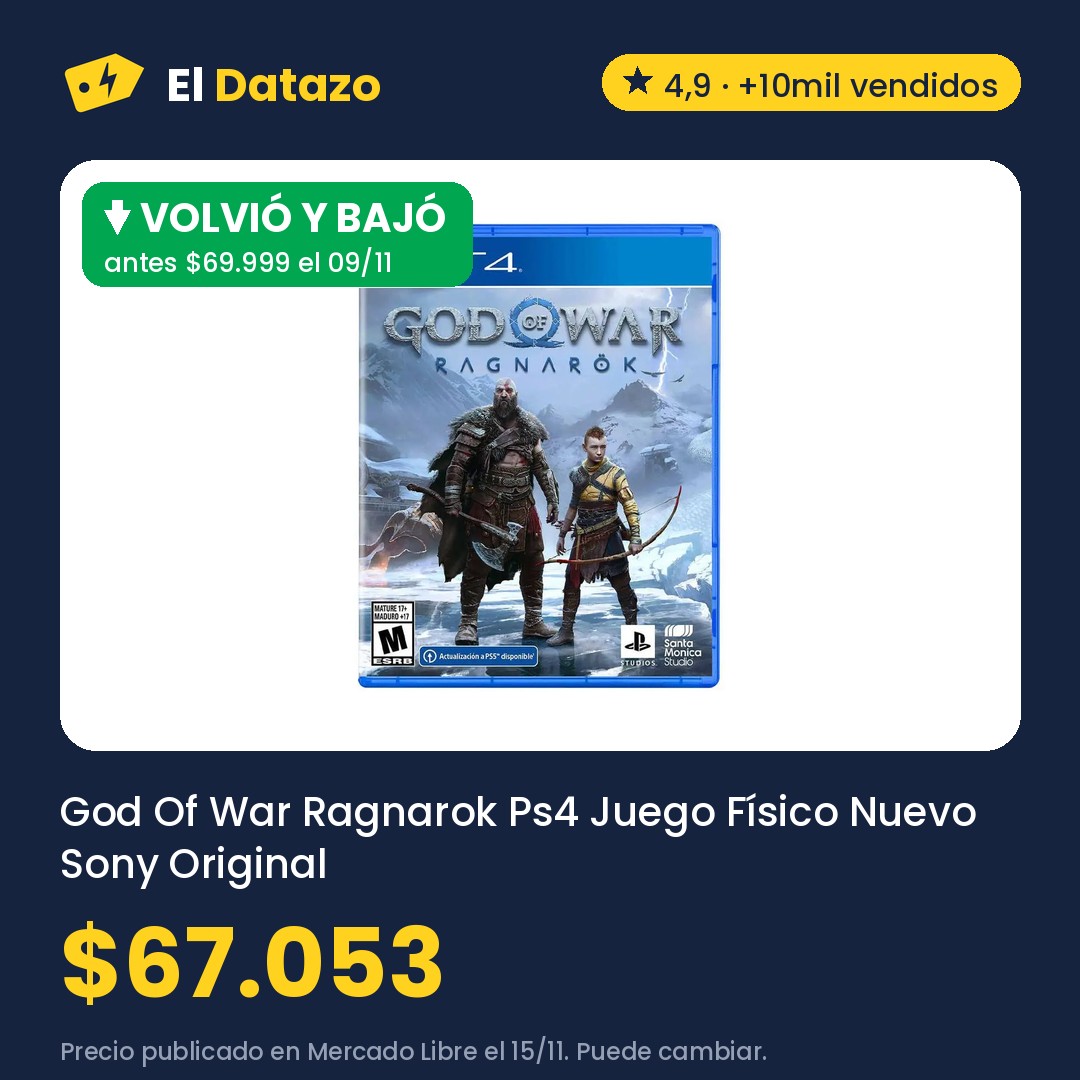 El Datazo
★ 4,9 · +10mil vendidos
VOLVIÓ Y BAJÓ
antes $69.999 el 09/11
4.
GOD OF WAR
RAGNARÖK
MATURE 17+
MADURO +17
M
ESRB
Actualización a PS5™ disponible
STUDIOS
Santa
Monica
Studio
God Of War Ragnarok Ps4 Juego Físico Nuevo
Sony Original
$67.053
Precio publicado en Mercado Libre el 15/11. Puede cambiar.